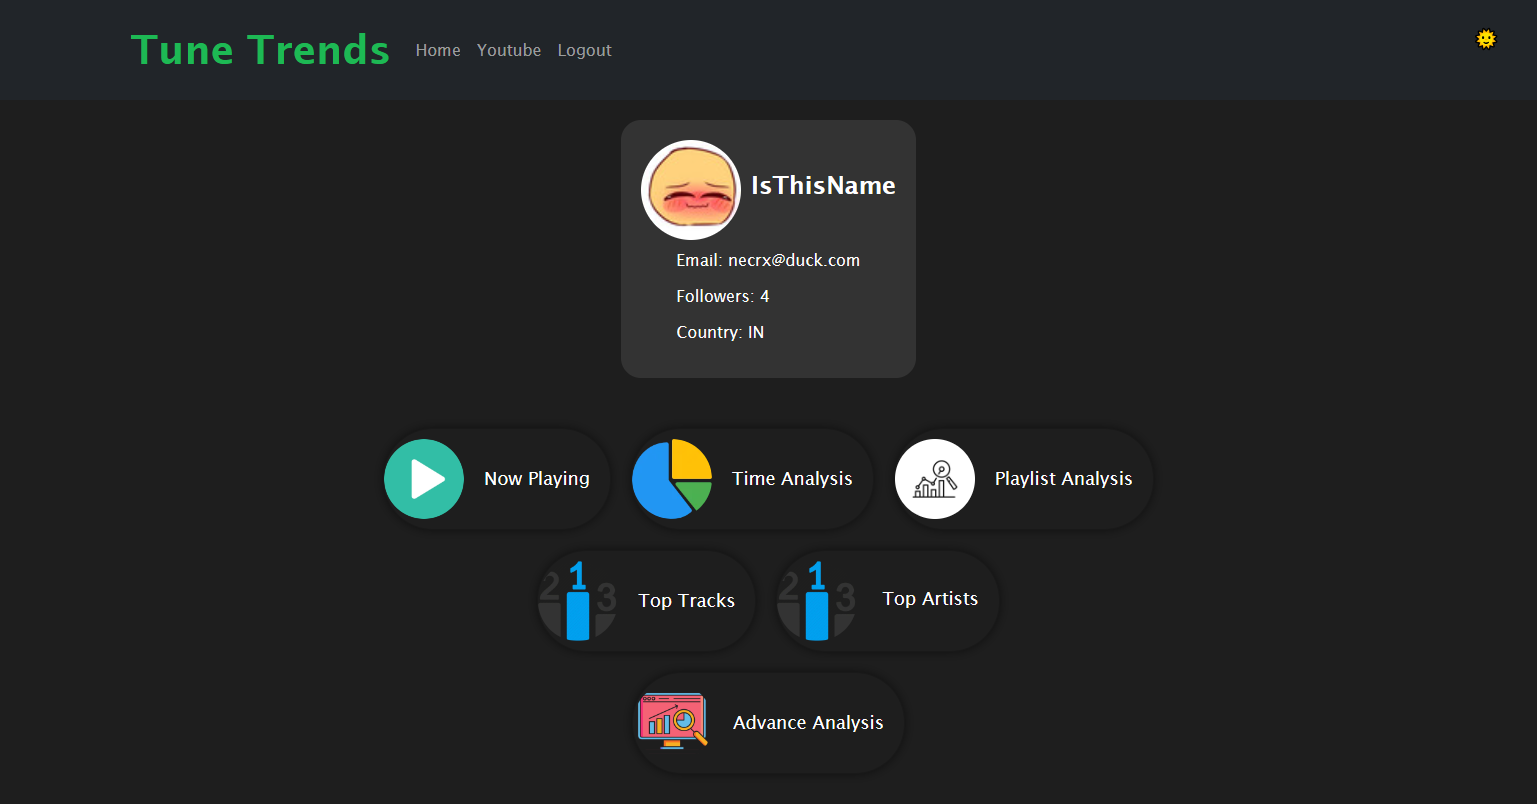 Tune Trends Home Youtube Logout
IsThisName
Email: necrx@duck.com
Followers: 4
Country: IN
Now Playing Time Analysis Playlist Analysis
2 1 3 Top Tracks 2 1 3 Top Artists
Advance Analysis